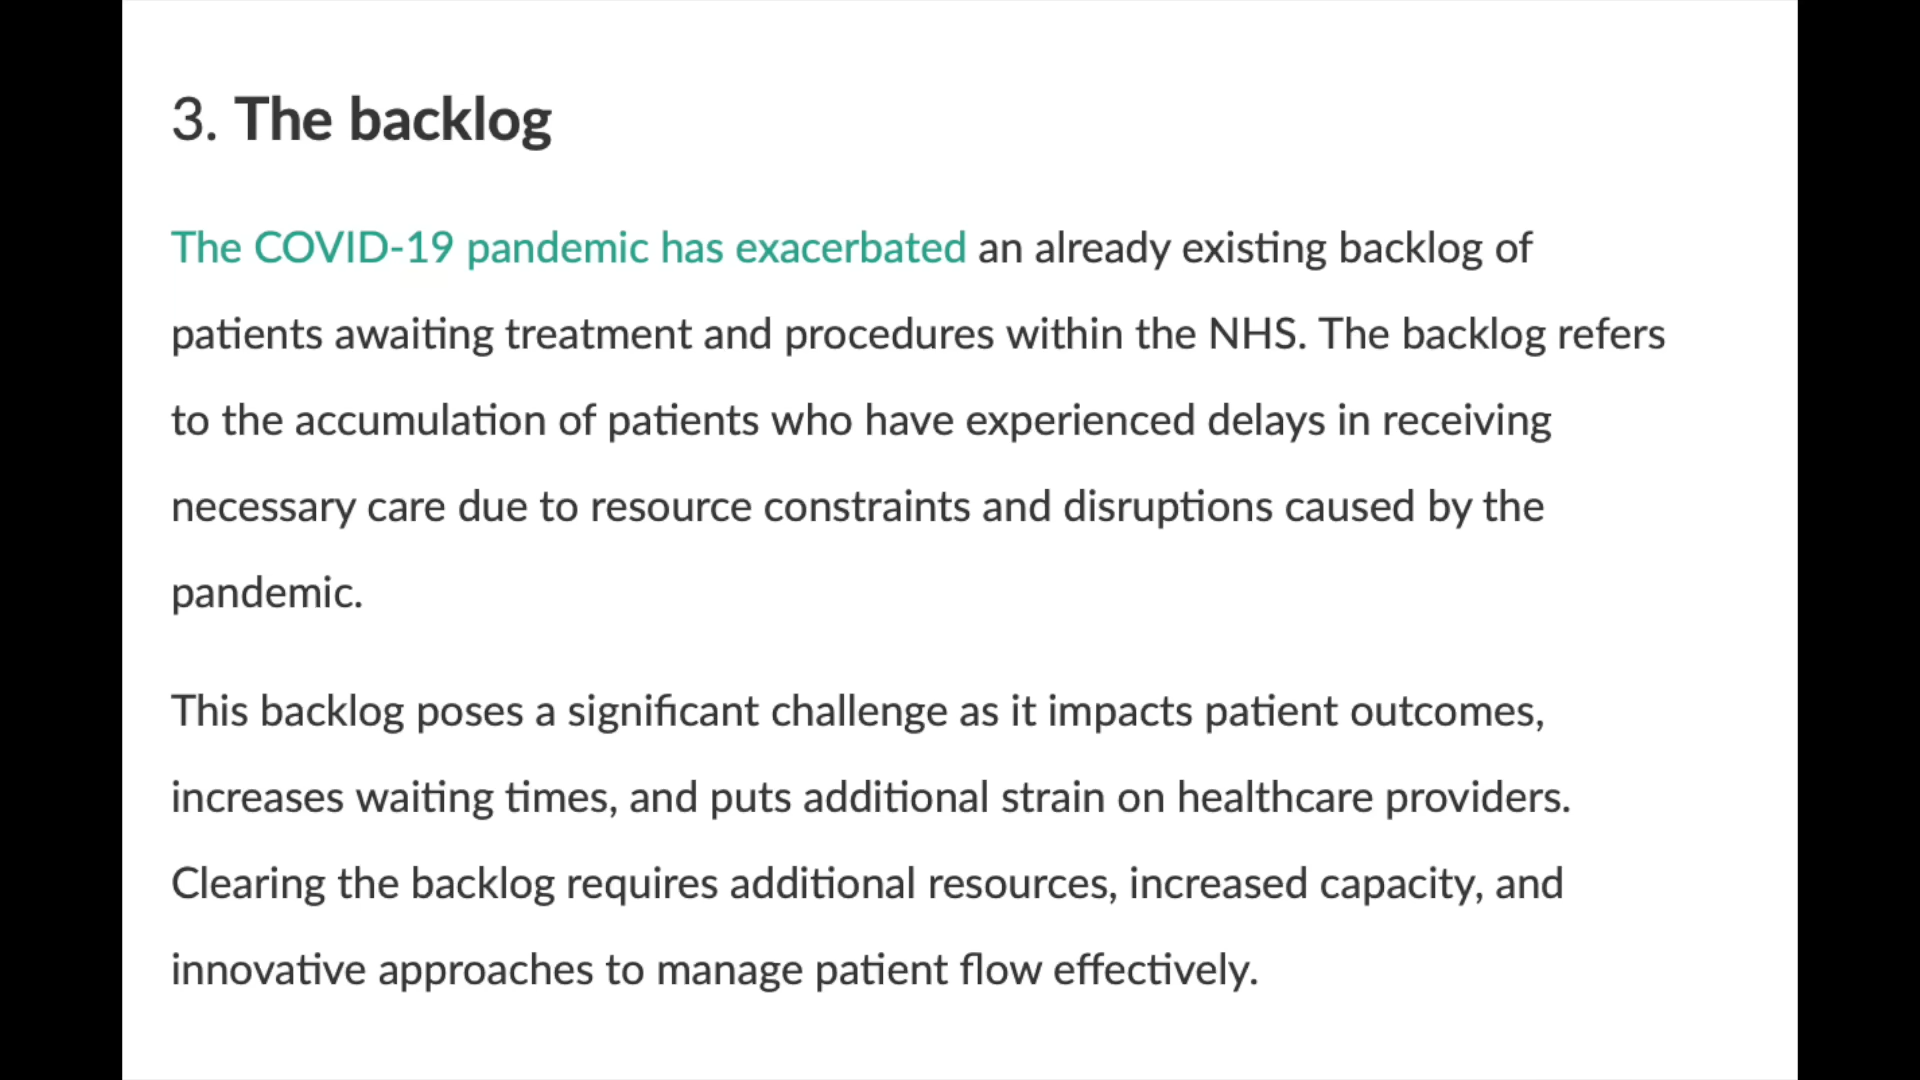 3. The backlog
The COVID-19 pandemic has exacerbated an already existing backlog of
patients awaiting treatment and procedures within the NHS. The backlog refers
to the accumulation of patients who have experienced delays in receiving
necessary care due to resource constraints and disruptions caused by the
pandemic.
This backlog poses a significant challenge as it impacts patient outcomes,
increases waiting times, and puts additional strain on healthcare providers.
Clearing the backlog requires additional resources, increased capacity, and
innovative approaches to manage patient flow effectively.